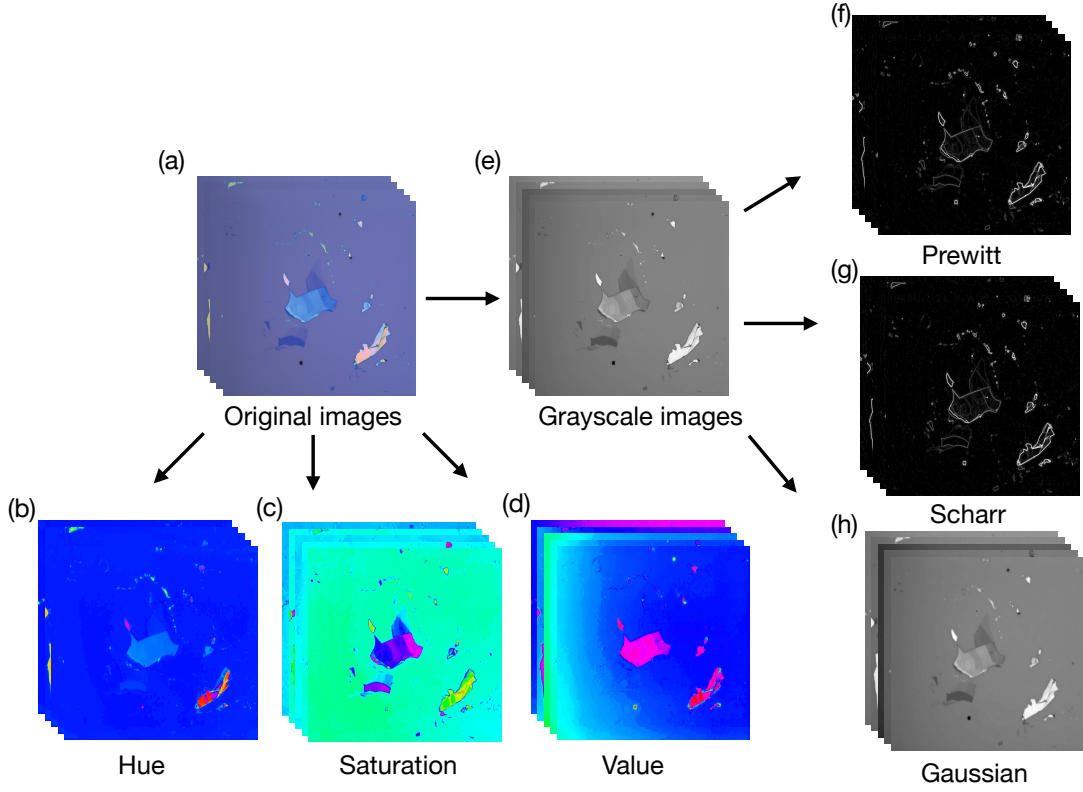 (a)
Original images
(b)
Hue
(c)
Saturation
(d)
Value
(e)
Grayscale images
(f)
Prewitt
(g)
Scharr
(h)
Gaussian